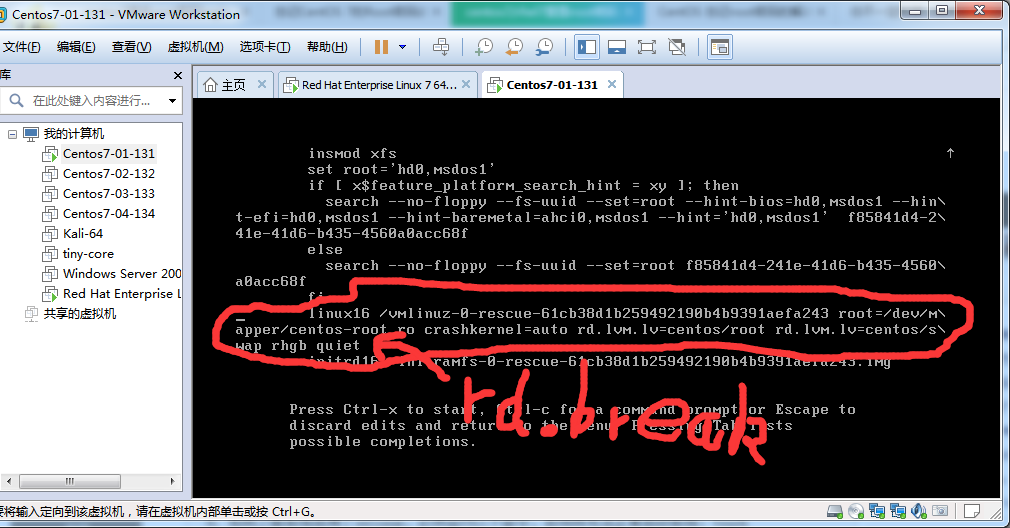 Centos7-01-131 - VMware Workstation
文件(F) 编辑(E) 查看(V) 虚拟机(M) 选项卡(T) 帮助(H)
库
在此处键入内容进行...
主页 Red Hat Enterprise Linux 7 64... Centos7-01-131
我的计算机
Centos7-01-131
Centos7-02-132
Centos7-03-133
Centos7-04-134
Kali-64
tiny-core
Windows Server 200
Red Hat Enterprise L
共享的虚拟机
insmod xfs
set root='hd0,msdos1'
if [ x$feature_platform_search_hint = xy ]; then
search --no-floppy --fs-uuid --set=root --hint-bios=hd0,msdos1 --hin\
t-efi=hd0,msdos1 --hint-baremetal=ahci0,msdos1 --hint='hd0,msdos1' f85841d4-2\
41e-41d6-b435-4560a0acc68f
else
search --no-floppy --fs-uuid --set=root f85841d4-241e-41d6-b435-4560\
a0acc68f
fi
linux16 /vmlinuz-0-rescue-61cb38d1b259492190b4b9391aefa243 root=/dev/m\
apper/centos-root ro crashkernel=auto rd.lvm.lv=centos/root rd.lvm.lv=centos/s\
wap rhgb quiet
initrd16 /initramfs-0-rescue-61cb38d1b259492190b4b9391aefa243.img
rd.break
Press Ctrl-x to start, Ctrl-c for a command prompt or Escape to
discard edits and return to the menu. Pressing Tab lists
possible completions.
要将输入定向到该虚拟机，请在虚拟机内部单击或按 Ctrl+G。